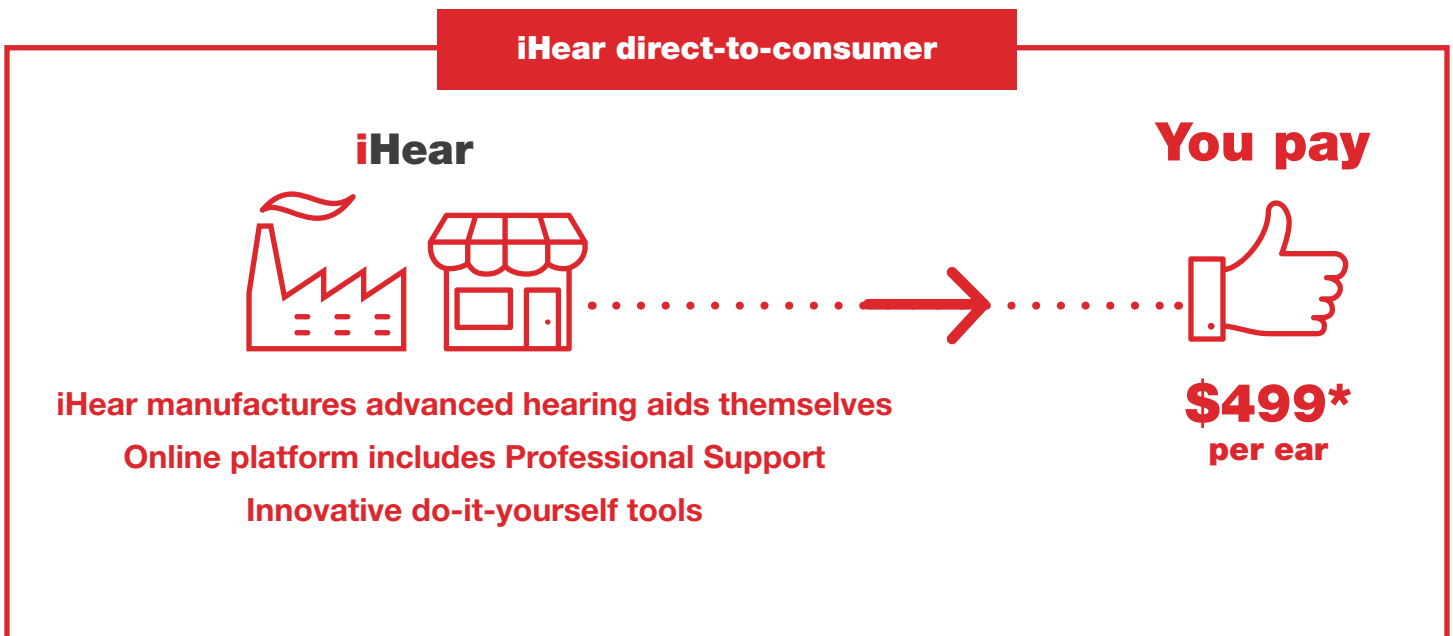 iHear direct-to-consumer
iHear
You pay
iHear manufactures advanced hearing aids themselves
Online platform includes Professional Support
Innovative do-it-yourself tools
$499*
per ear